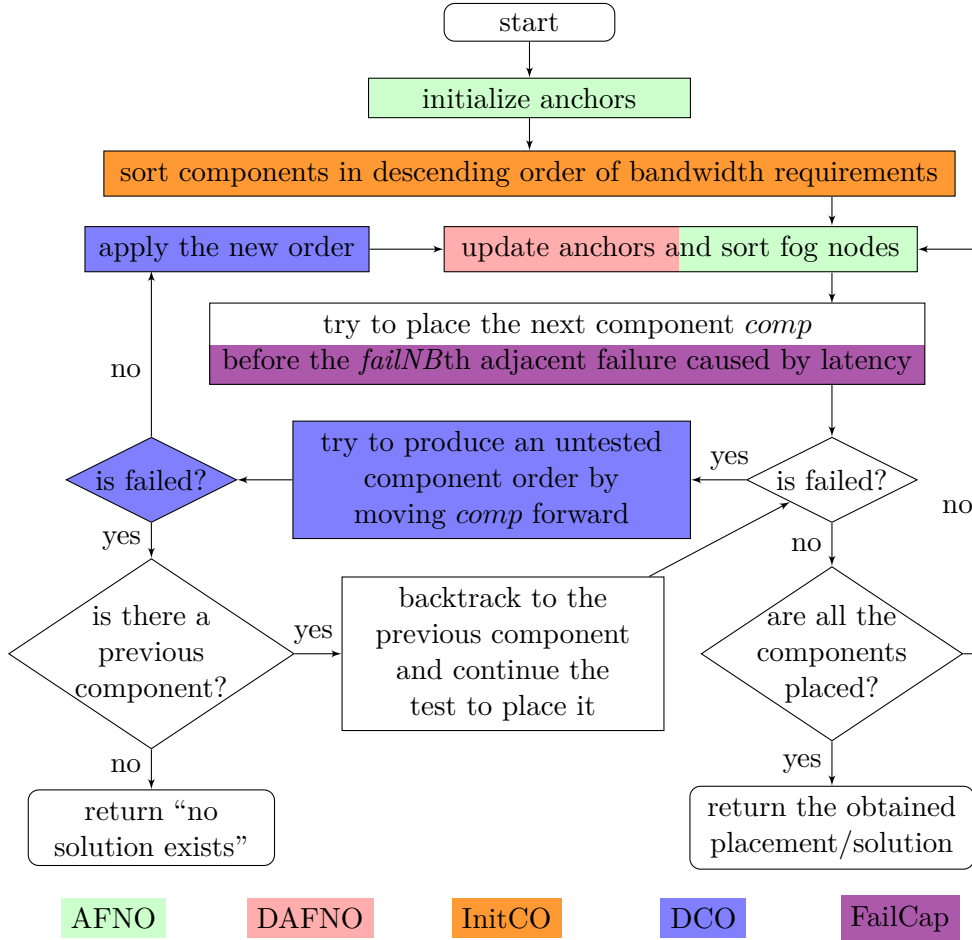 start
initialize anchors
sort components in descending order of bandwidth requirements
apply the new order
update anchors and sort fog nodes
try to place the next component comp
before the failNBth adjacent failure caused by latency
no
is failed?
try to produce an untested
component order by
moving comp forward
yes
is failed?
no
yes
no
is there a
previous
component?
yes
backtrack to the
previous component
and continue the
test to place it
are all the
components
placed?
no
yes
return “no
solution exists”
return the obtained
placement/solution
AFNO
DAFNO
InitCO
DCO
FailCap